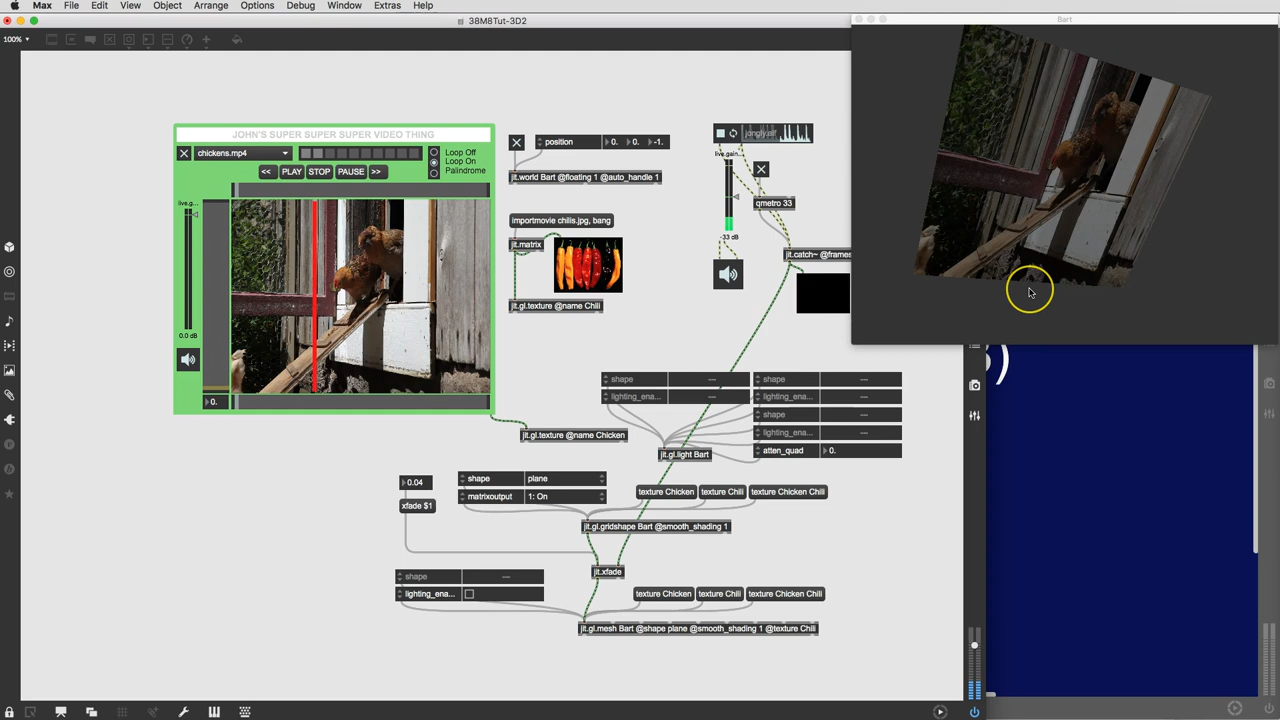 Max File Edit View Object Arrange Options Debug Window Extras Help
38M8Tut-3D2
Bart
100%
JOHN'S SUPER SUPER SUPER VIDEO THING
chickens.mp4
Loop Off
Loop On
Palindrome
<< PLAY STOP PAUSE >>
live.g...
0.0 dB
0.
position 0. 0. -1.
jit.world Bart @floating 1 @auto_handle 1
importmovie chilis.jpg, bang
jit.matrix
jit.gl.texture @name Chili
jongly.aif
live.gain...
qmetro 33
-33 dB
jit.catch~ @frames
shape ---
lighting_ena... ---
shape ---
lighting_ena... ---
shape ---
lighting_ena... ---
atten_quad 0.
jit.gl.texture @name Chicken
jit.gl.light Bart
0.04
xfade $1
shape plane
matrixoutput 1: On
texture Chicken texture Chili texture Chicken Chili
jit.gl.gridshape Bart @smooth_shading 1
jit.xfade
shape ---
lighting_ena...
texture Chicken texture Chili texture Chicken Chili
jit.gl.mesh Bart @shape plane @smooth_shading 1 @texture Chili